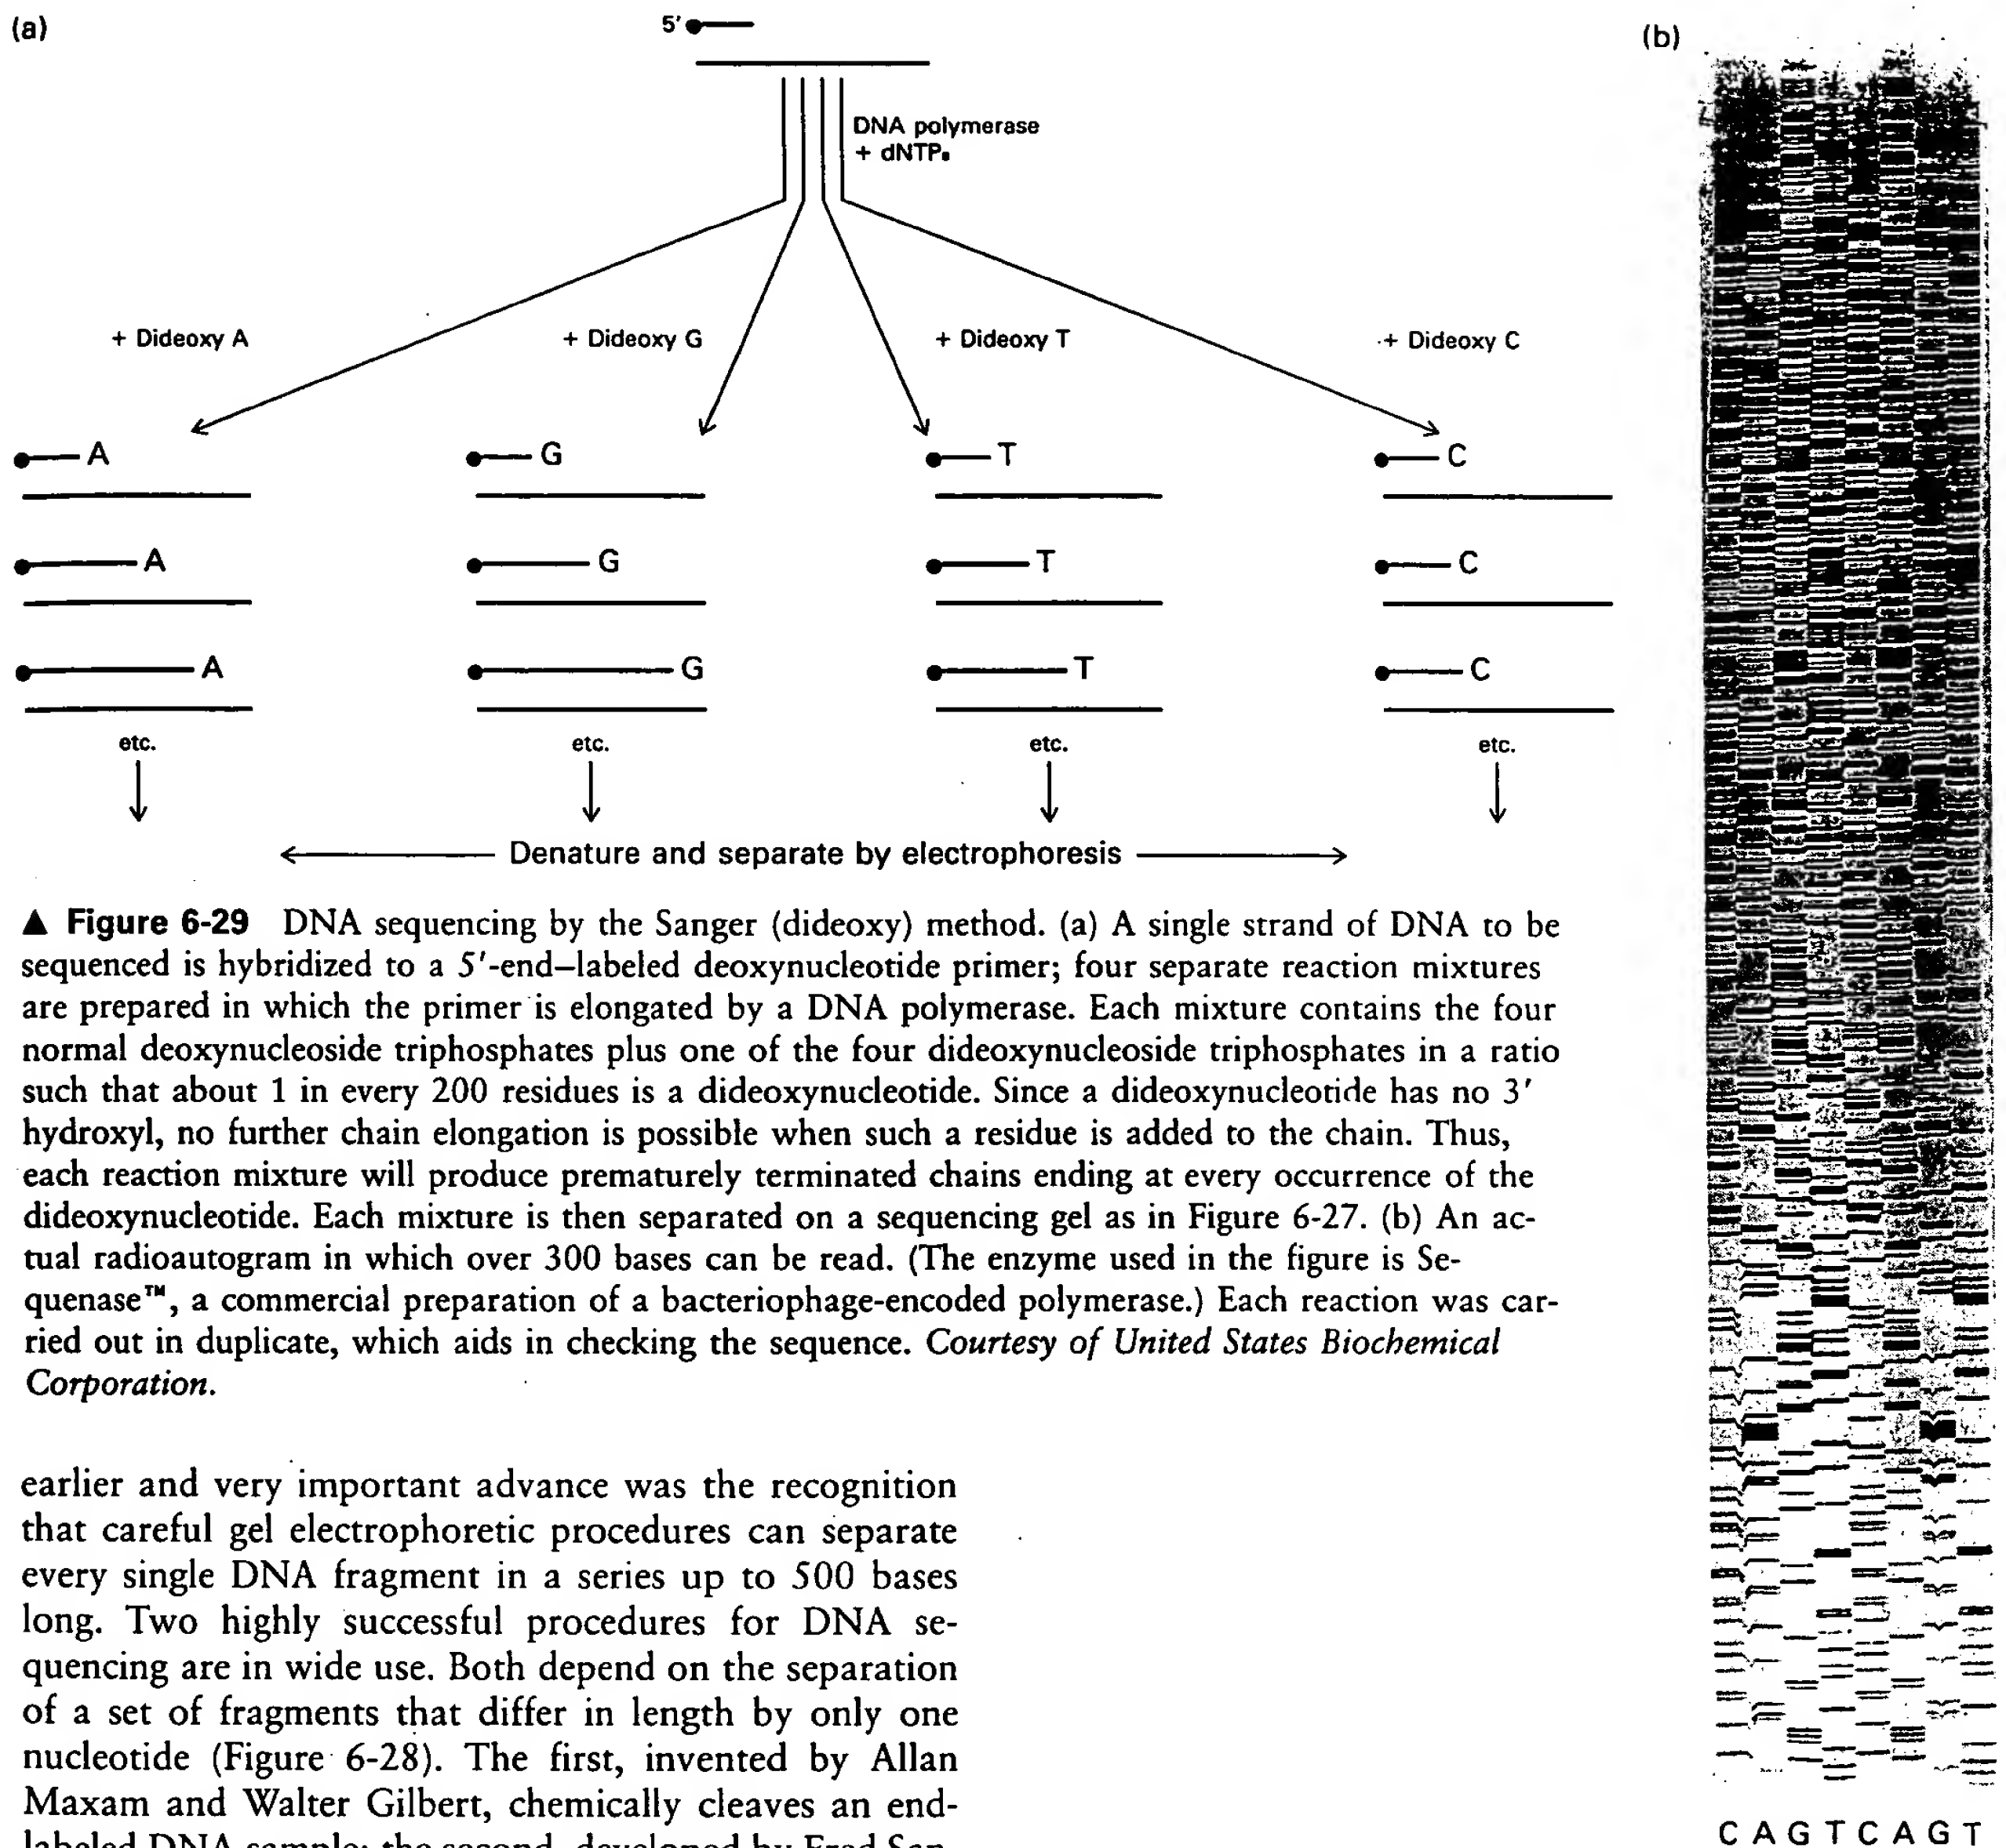 (a)
5'
(b)
DNA polymerase
+ dNTPs
+ Dideoxy A
+ Dideoxy G
+ Dideoxy T
+ Dideoxy C
A
G
T
C
A
G
T
C
A
G
T
C
etc.
etc.
etc.
etc.
Denature and separate by electrophoresis
▲ Figure 6-29 DNA sequencing by the Sanger (dideoxy) method. (a) A single strand of DNA to be
sequenced is hybridized to a 5′-end–labeled deoxynucleotide primer; four separate reaction mixtures
are prepared in which the primer is elongated by a DNA polymerase. Each mixture contains the four
normal deoxynucleoside triphosphates plus one of the four dideoxynucleoside triphosphates in a ratio
such that about 1 in every 200 residues is a dideoxynucleotide. Since a dideoxynucleotide has no 3′
hydroxyl, no further chain elongation is possible when such a residue is added to the chain. Thus,
each reaction mixture will produce prematurely terminated chains ending at every occurrence of the
dideoxynucleotide. Each mixture is then separated on a sequencing gel as in Figure 6-27. (b) An ac-
tual radioautogram in which over 300 bases can be read. (The enzyme used in the figure is Se-
quenase™, a commercial preparation of a bacteriophage-encoded polymerase.) Each reaction was car-
ried out in duplicate, which aids in checking the sequence. Courtesy of United States Biochemical
Corporation.
earlier and very important advance was the recognition
that careful gel electrophoretic procedures can separate
every single DNA fragment in a series up to 500 bases
long. Two highly successful procedures for DNA se-
quencing are in wide use. Both depend on the separation
of a set of fragments that differ in length by only one
nucleotide (Figure 6-28). The first, invented by Allan
Maxam and Walter Gilbert, chemically cleaves an end-
labeled DNA sample; the second, developed by Fred San-
C A G T C A G T